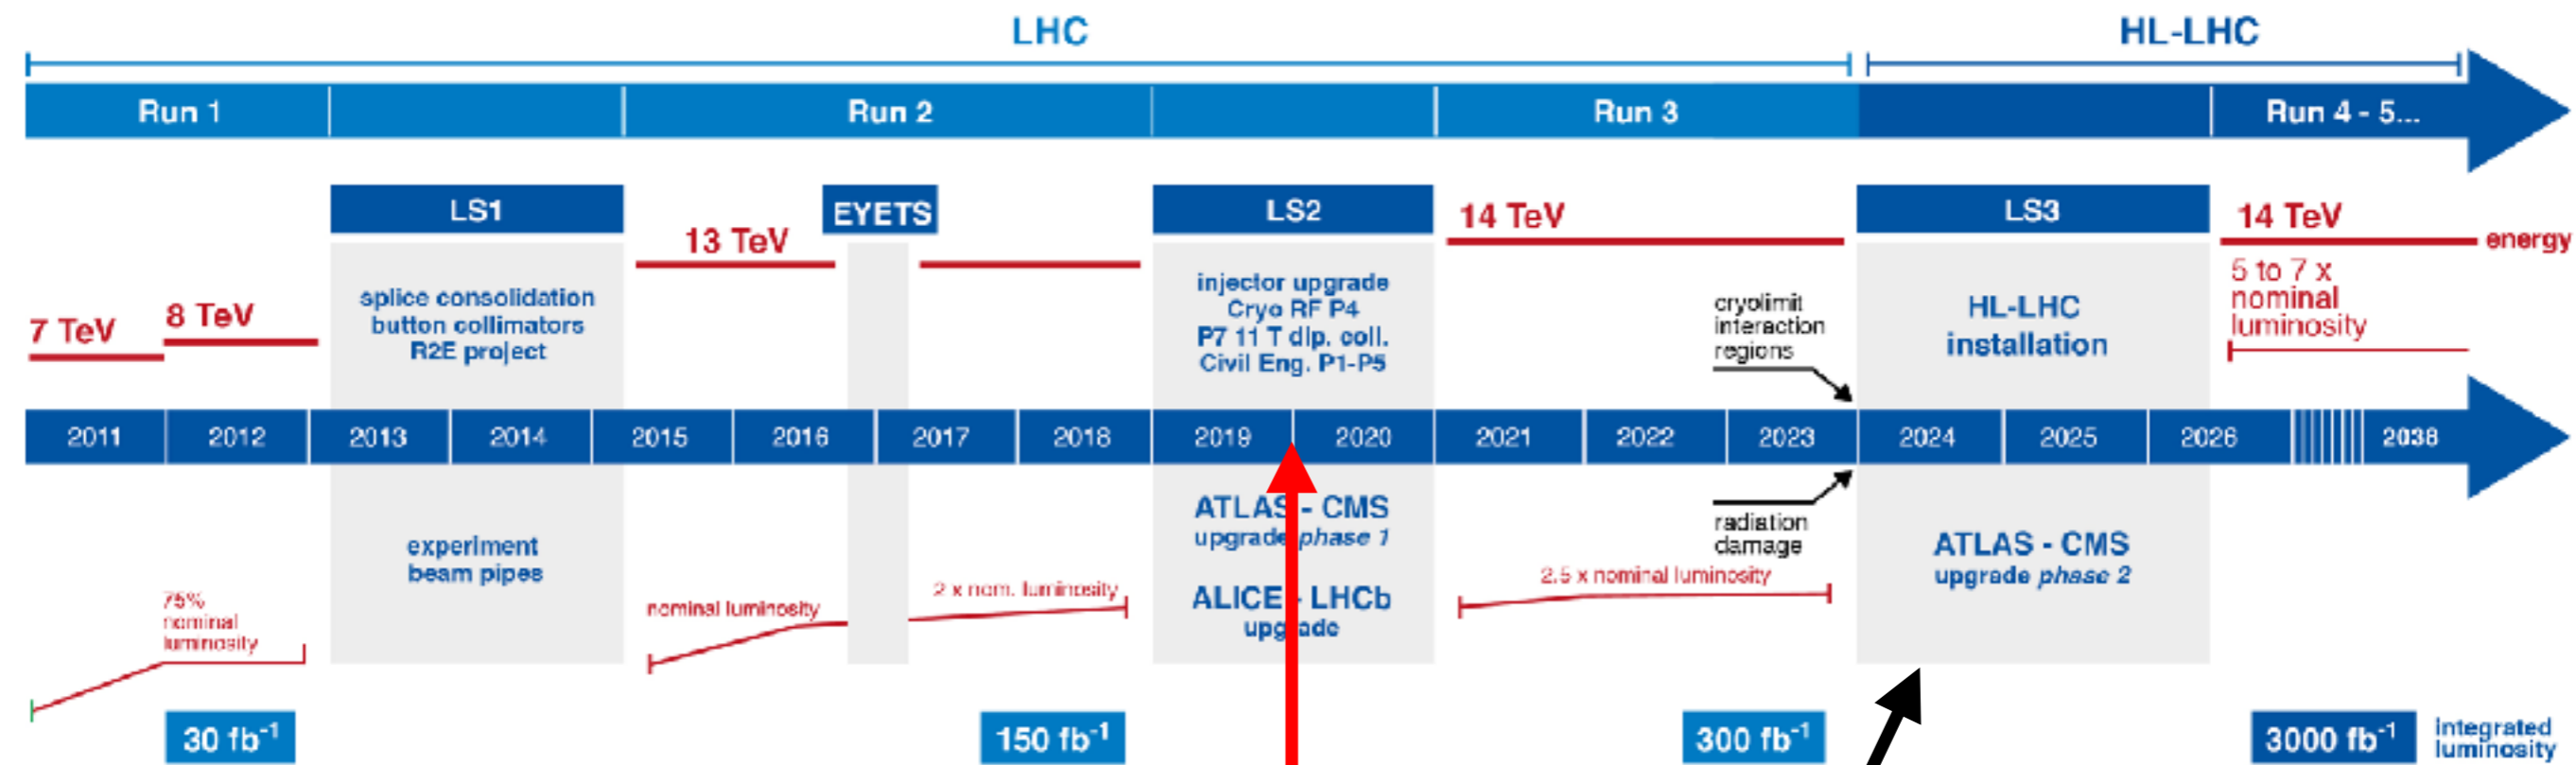 LHC
HL-LHC
Run 1
Run 2
Run 3
Run 4 - 5...
LS1
EYETS
LS2
LS3
7 TeV
8 TeV
13 TeV
14 TeV
14 TeV
energy
splice consolidation
button collimators
R2E project
injector upgrade
Cryo RF P4
P7 11 T dip. coll.
Civil Eng. P1-P5
cryolimit
interaction
regions
HL-LHC
installation
5 to 7 x
nominal
luminosity
2011
2012
2013
2014
2015
2016
2017
2018
2019
2020
2021
2022
2023
2024
2025
2026
2038
75%
nominal
luminosity
experiment
beam pipes
nominal luminosity
2 x nom. luminosity
ATLAS - CMS
upgrade phase 1
ALICE - LHCb
upgrade
radiation
damage
2.5 x nominal luminosity
ATLAS - CMS
upgrade phase 2
30 fb⁻¹
150 fb⁻¹
300 fb⁻¹
3000 fb⁻¹
integrated
luminosity